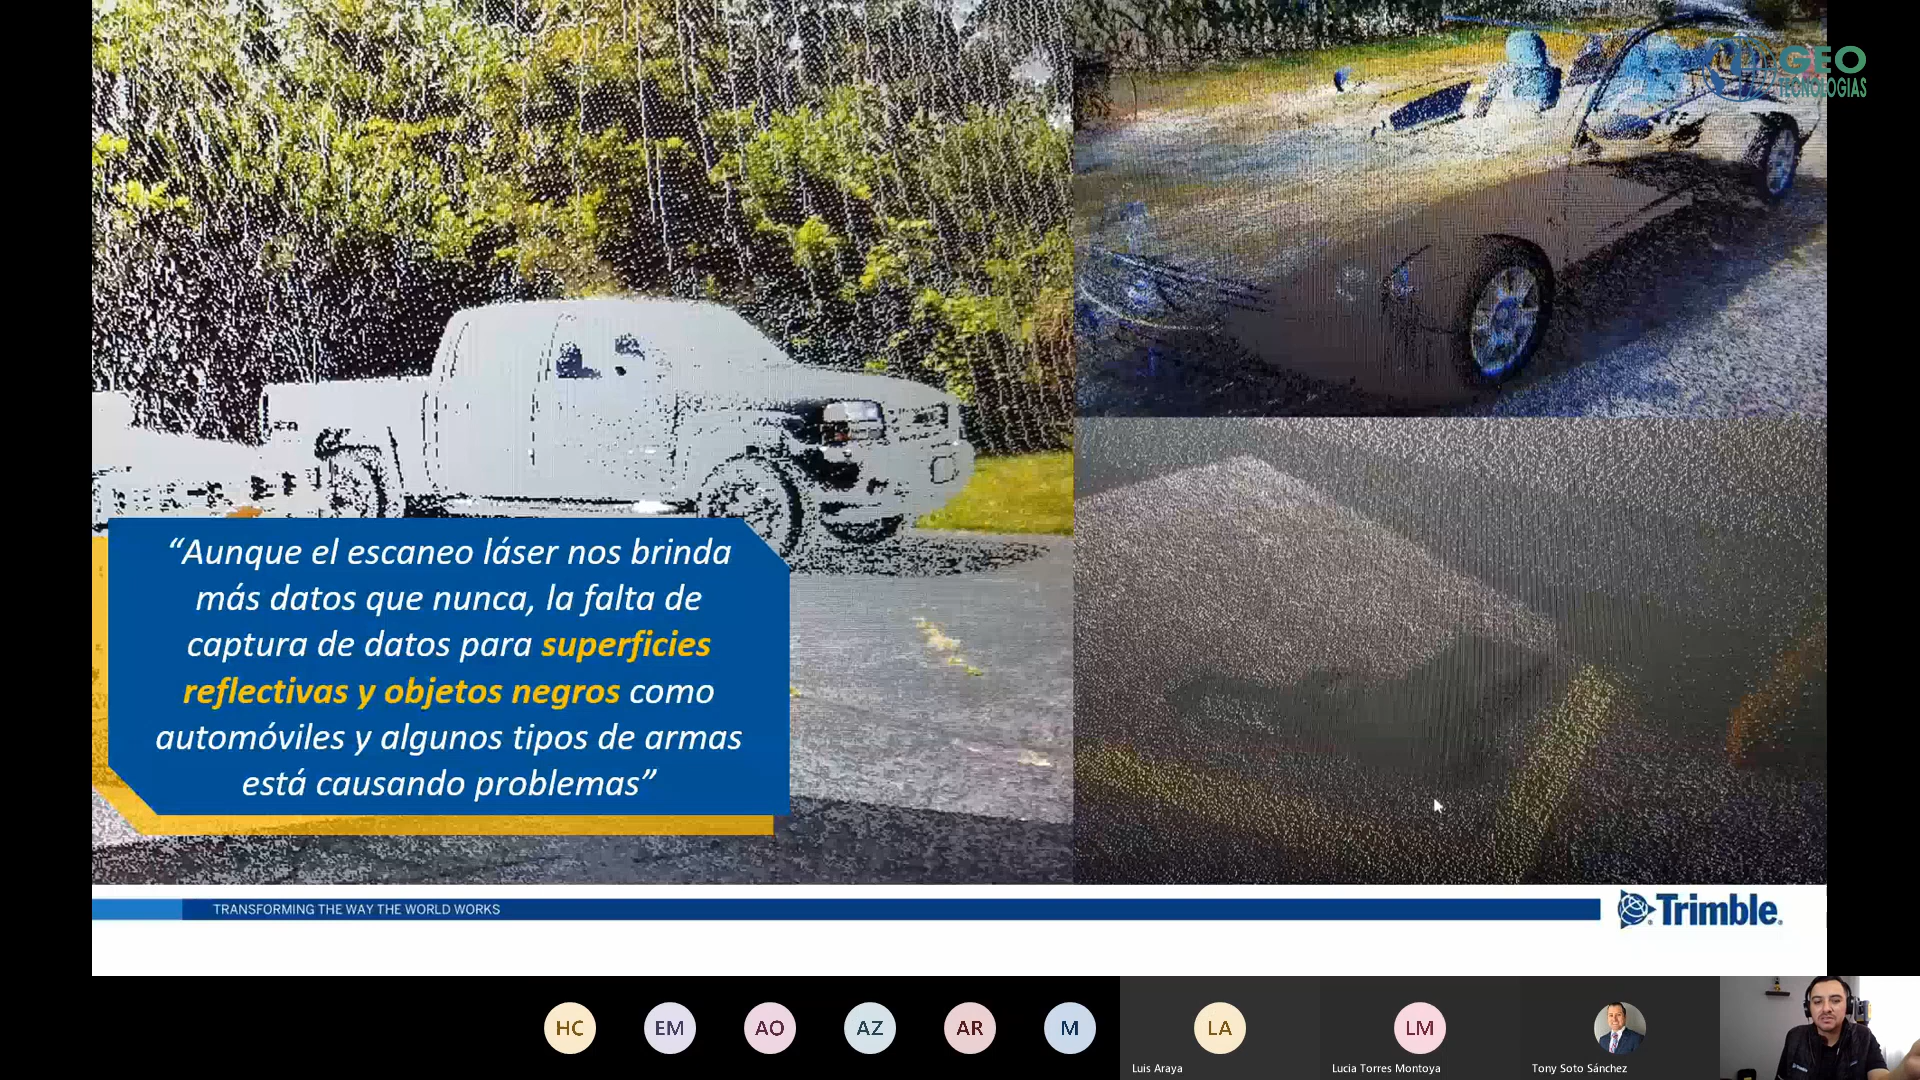 GEO
TECNOLOGIAS
“Aunque el escaneo láser nos brinda
más datos que nunca, la falta de
captura de datos para superficies
reflectivas y objetos negros como
automóviles y algunos tipos de armas
está causando problemas”
TRANSFORMING THE WAY THE WORLD WORKS
Trimble
HC
EM
AO
AZ
AR
M
LA
LM
Luis Araya
Lucia Torres Montoya
Tony Soto Sánchez